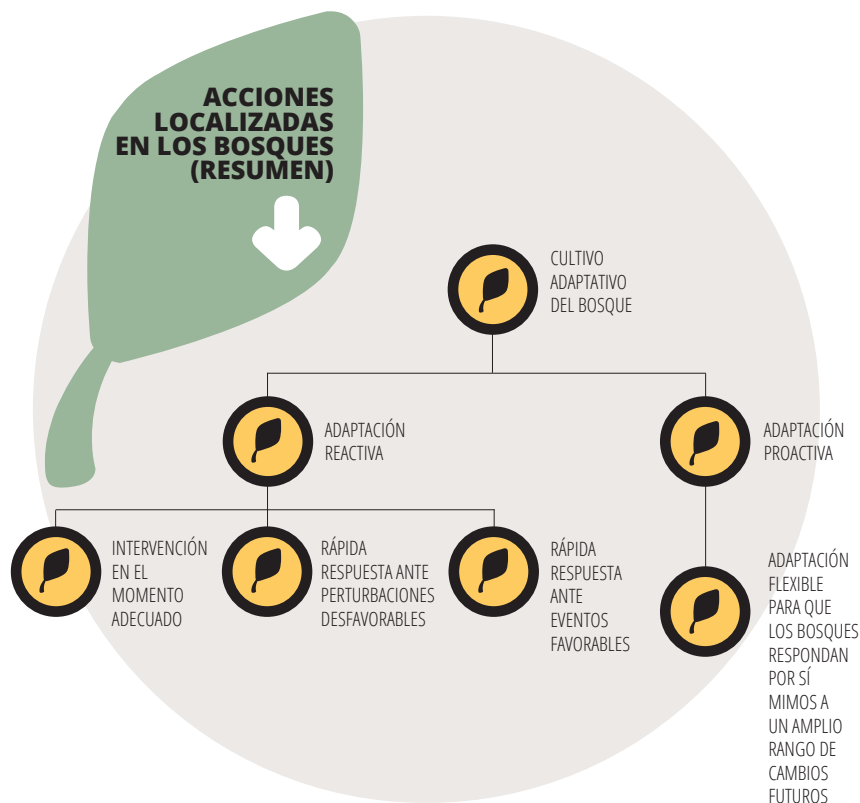 ACCIONES
LOCALIZADAS
EN LOS BOSQUES
(RESUMEN)
CULTIVO
ADAPTATIVO
DEL BOSQUE
ADAPTACIÓN
REACTIVA
ADAPTACIÓN
PROACTIVA
INTERVENCIÓN
EN EL
MOMENTO
ADECUADO
RÁPIDA
RESPUESTA ANTE
PERTURBACIONES
DESFAVORABLES
RÁPIDA
RESPUESTA
ANTE
EVENTOS
FAVORABLES
ADAPTACIÓN
FLEXIBLE
PARA QUE
LOS BOSQUES
RESPONDAN
POR SÍ
MIMOS A
UN AMPLIO
RANGO DE
CAMBIOS
FUTUROS